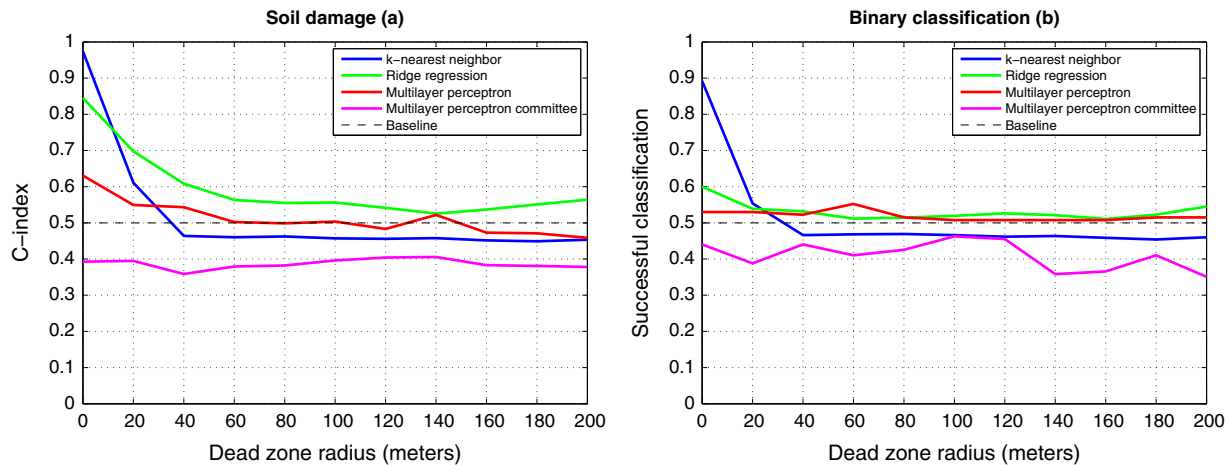 Soil damage (a)
C−index
1
0.9
0.8
0.7
0.6
0.5
0.4
0.3
0.2
0.1
0
k−nearest neighbor
Ridge regression
Multilayer perceptron
Multilayer perceptron committee
Baseline
0 20 40 60 80 100 120 140 160 180 200
Dead zone radius (meters)
Binary classification (b)
Successful classification
1
0.9
0.8
0.7
0.6
0.5
0.4
0.3
0.2
0.1
0
k−nearest neighbor
Ridge regression
Multilayer perceptron
Multilayer perceptron committee
Baseline
0 20 40 60 80 100 120 140 160 180 200
Dead zone radius (meters)